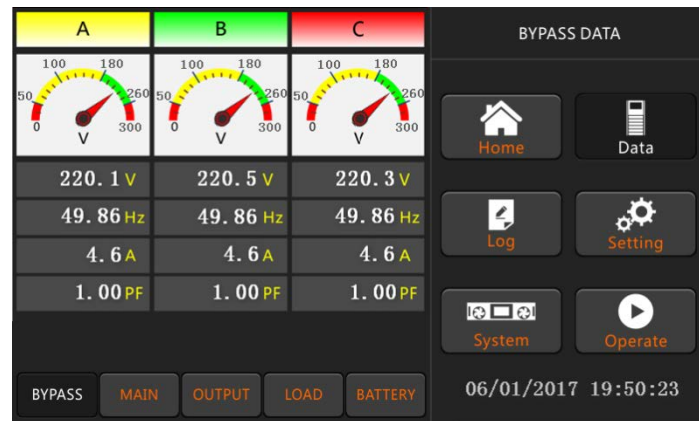 A B C
100 180 100 180 100 180
50 260 50 260 50 260
0 300 0 300 0 300
V V V
220.1 V 220.5 V 220.3 V
49.86 Hz 49.86 Hz 49.86 Hz
4.6 A 4.6 A 4.6 A
1.00 PF 1.00 PF 1.00 PF
BYPASS MAIN OUTPUT LOAD BATTERY
BYPASS DATA
Home Data
Log Setting
System Operate
06/01/2017 19:50:23